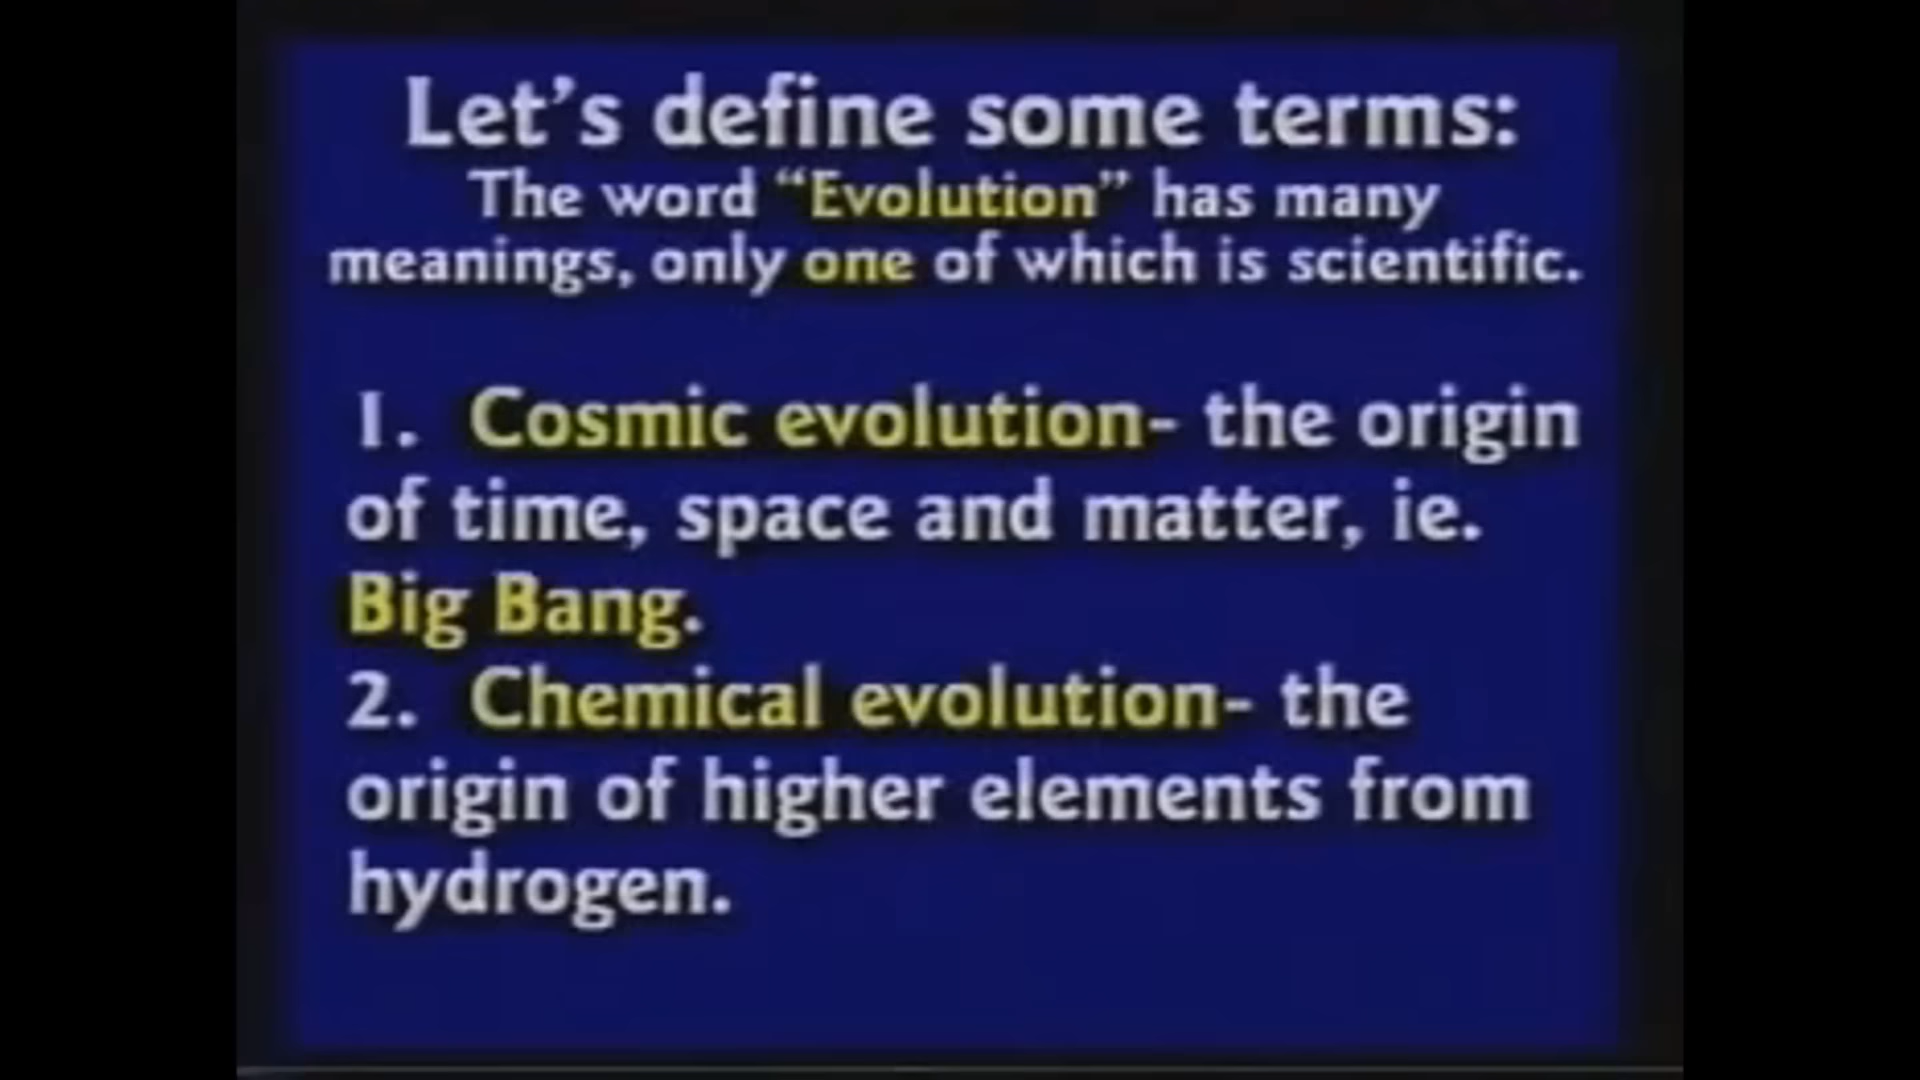 Let's define some terms:
The word “Evolution” has many
meanings, only one of which is scientific.
1. Cosmic evolution- the origin
of time, space and matter, ie.
Big Bang.
2. Chemical evolution- the
origin of higher elements from
hydrogen.